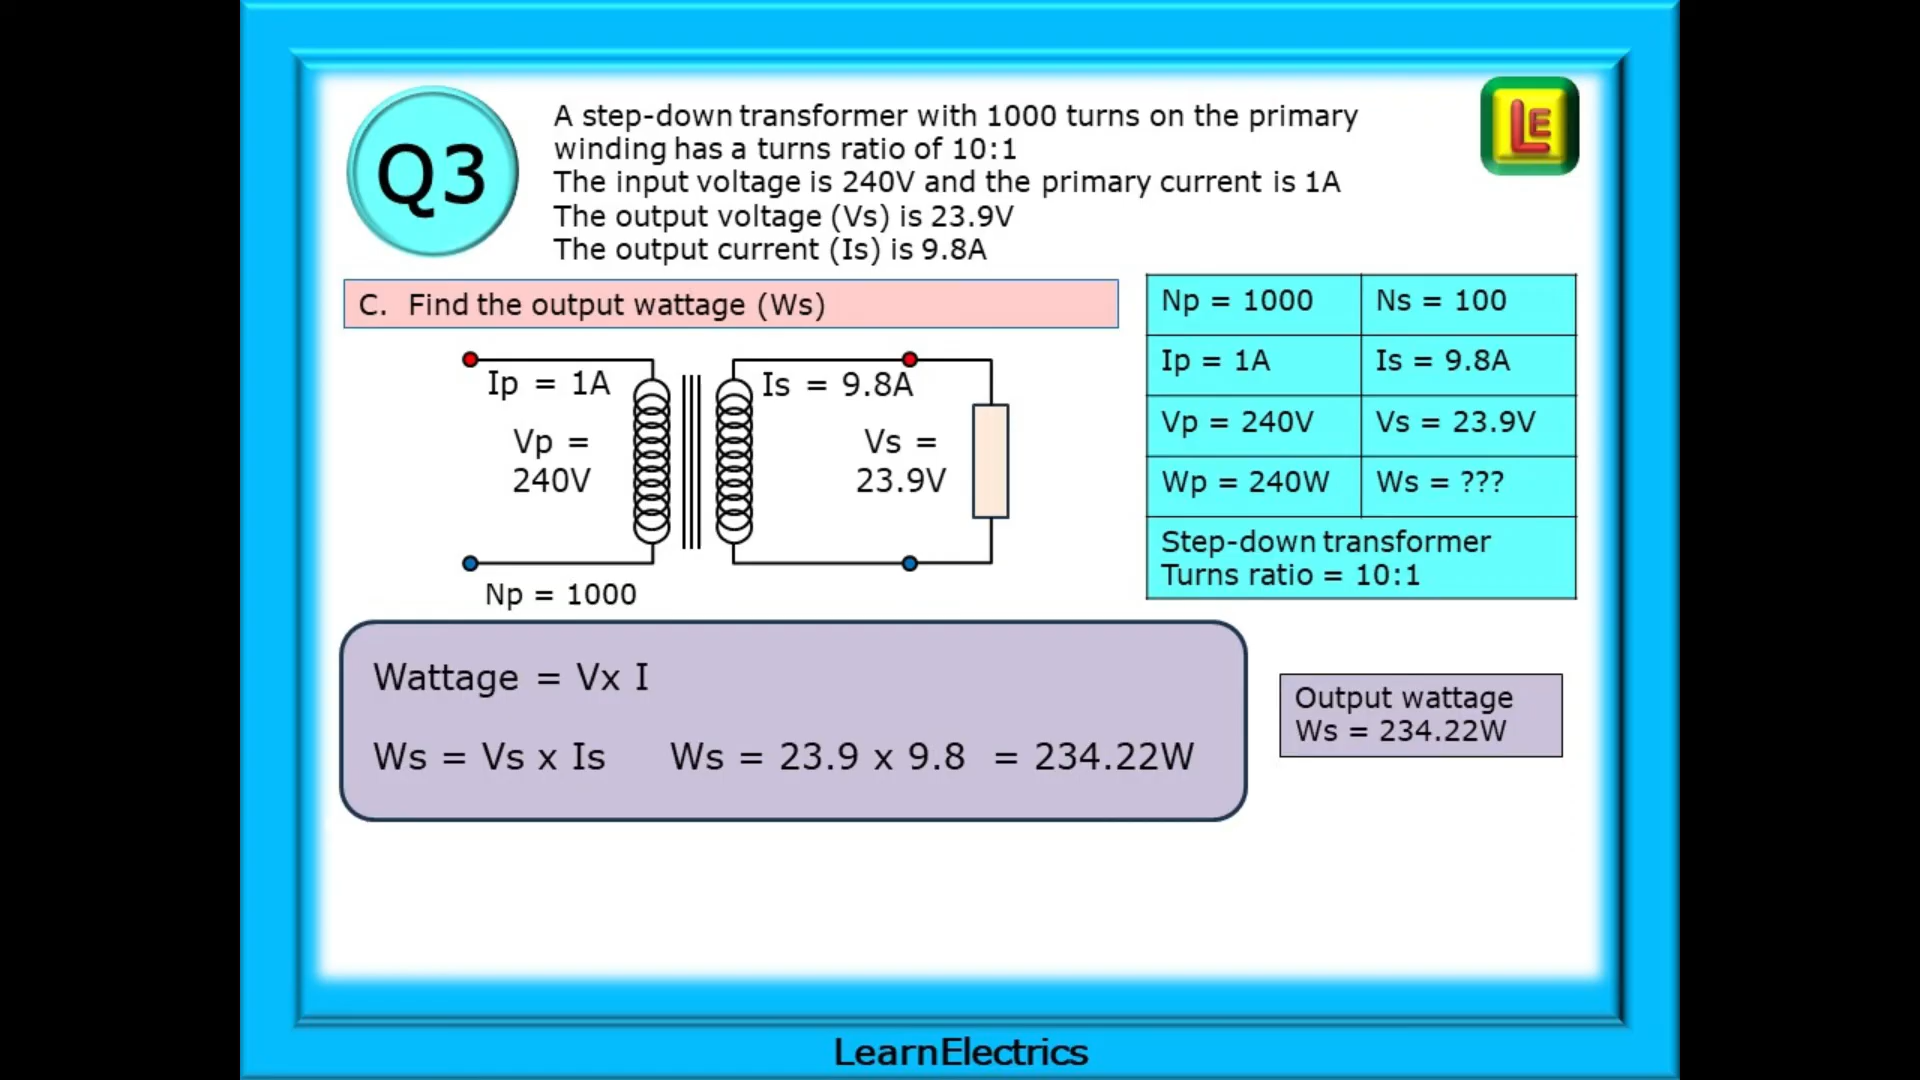 Q3
A step-down transformer with 1000 turns on the primary
winding has a turns ratio of 10:1
The input voltage is 240V and the primary current is 1A
The output voltage (Vs) is 23.9V
The output current (Is) is 9.8A
LE
C. Find the output wattage (Ws)
Ip = 1A
Vp =
240V
Np = 1000
Is = 9.8A
Vs =
23.9V
Np = 1000
Ns = 100
Ip = 1A
Is = 9.8A
Vp = 240V
Vs = 23.9V
Wp = 240W
Ws = ???
Step-down transformer
Turns ratio = 10:1
Wattage = Vx I
Ws = Vs x Is Ws = 23.9 x 9.8 = 234.22W
Output wattage
Ws = 234.22W
LearnElectrics